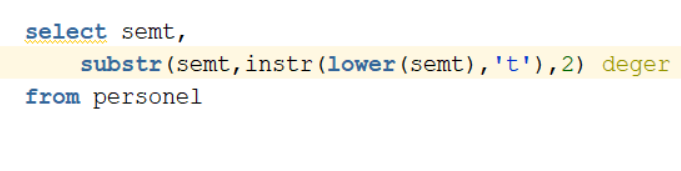 select semt,
substr(semt,instr(lower(semt),'t'),2) deger
from personel